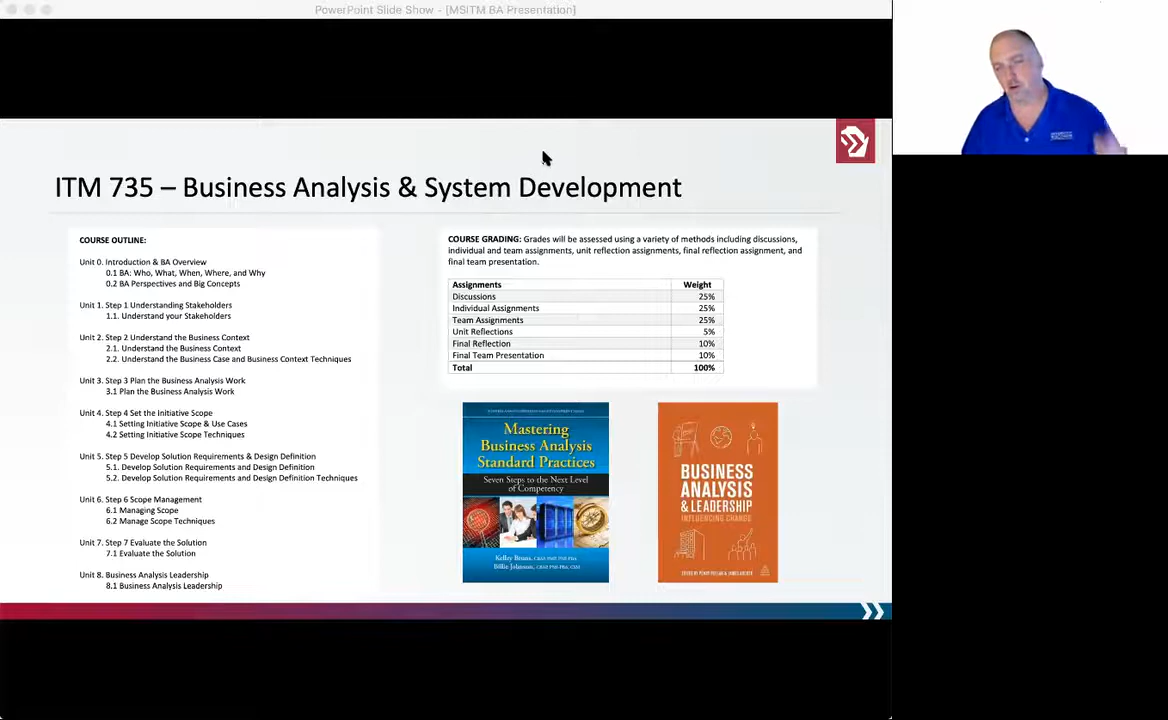 PowerPoint Slide Show - [MSITM BA Presentation]
ITM 735 – Business Analysis & System Development
COURSE OUTLINE:
Unit 0. Introduction & BA Overview
0.1 BA: Who, What, When, Where, and Why
0.2 BA Perspectives and Big Concepts
Unit 1. Step 1 Understanding Stakeholders
1.1. Understand your Stakeholders
Unit 2. Step 2 Understand the Business Context
2.1. Understand the Business Context
2.2. Understand the Business Case and Business Context Techniques
Unit 3. Step 3 Plan the Business Analysis Work
3.1 Plan the Business Analysis Work
Unit 4. Step 4 Set the Initiative Scope
4.1 Setting Initiative Scope & Use Cases
4.2 Setting Initiative Scope Techniques
Unit 5. Step 5 Develop Solution Requirements & Design Definition
5.1. Develop Solution Requirements and Design Definition
5.2. Develop Solution Requirements and Design Definition Techniques
Unit 6. Step 6 Scope Management
6.1 Managing Scope
6.2 Manage Scope Techniques
Unit 7. Step 7 Evaluate the Solution
7.1 Evaluate the Solution
Unit 8. Business Analysis Leadership
8.1 Business Analysis Leadership
COURSE GRADING: Grades will be assessed using a variety of methods including discussions,
individual and team assignments, unit reflection assignments, final reflection assignment, and
final team presentation.
Assignments Weight
Discussions 25%
Individual Assignments 25%
Team Assignments 25%
Unit Reflections 5%
Final Reflection 10%
Final Team Presentation 10%
Total 100%
Mastering
Business Analysis
Standard Practices
Seven Steps to the Next Level
of Competency
BUSINESS
ANALYSIS
& LEADERSHIP
INFLUENCING CHANGE